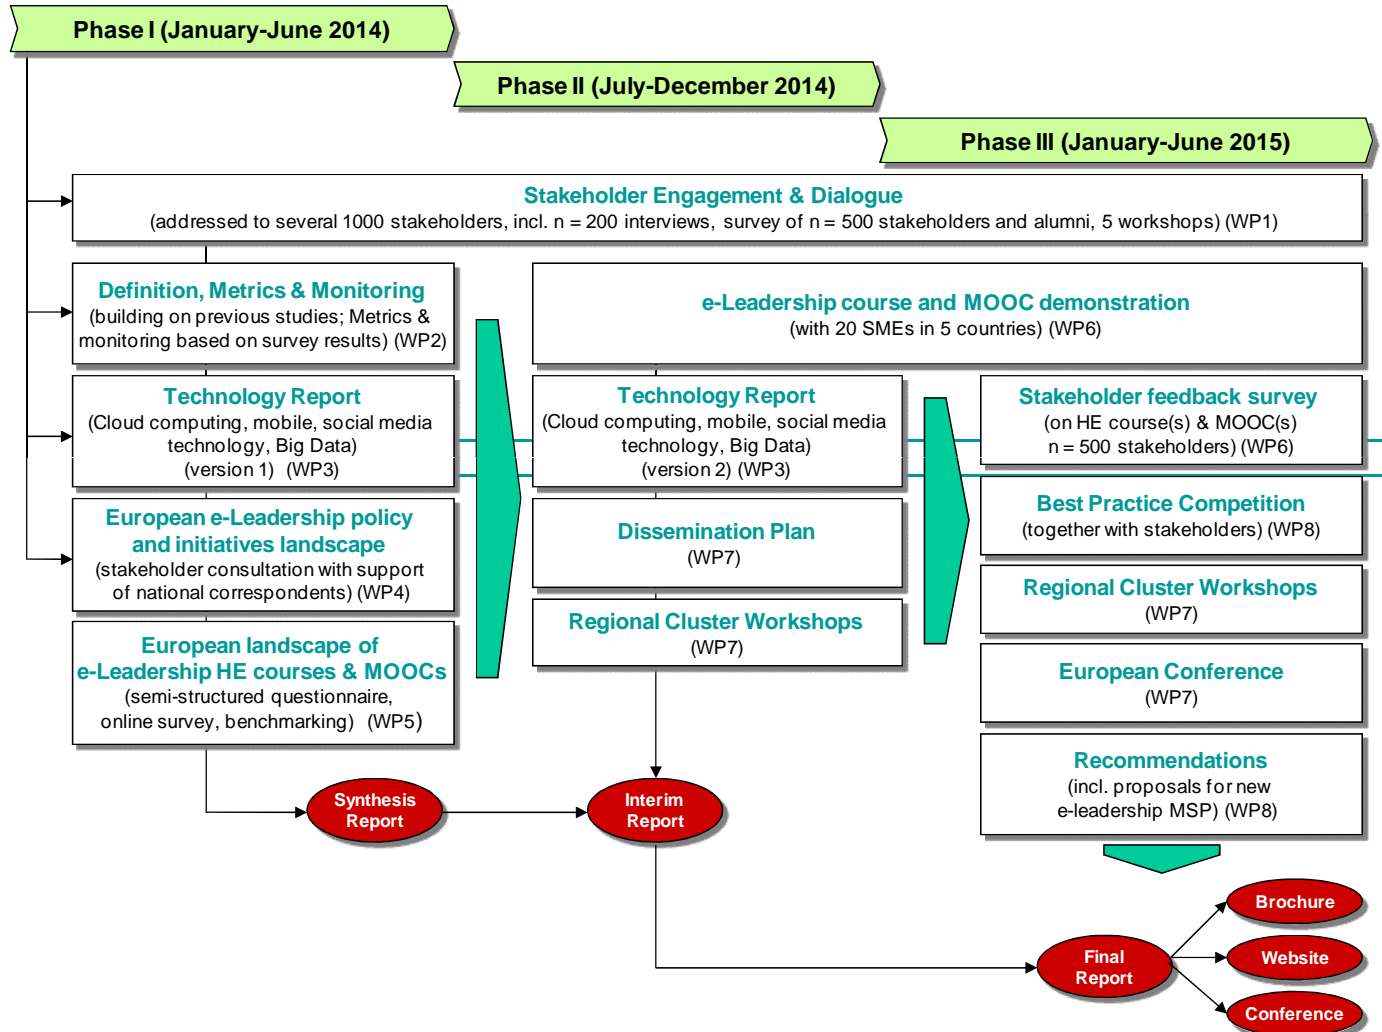 Phase I (January-June 2014)
Phase II (July-December 2014)
Phase III (January-June 2015)
Stakeholder Engagement & Dialogue
(addressed to several 1000 stakeholders, incl. n = 200 interviews, survey of n = 500 stakeholders and alumni, 5 workshops) (WP1)
Definition, Metrics & Monitoring
(building on previous studies; Metrics &
monitoring based on survey results) (WP2)
e-Leadership course and MOOC demonstration
(with 20 SMEs in 5 countries) (WP6)
Technology Report
(Cloud computing, mobile, social media
technology, Big Data)
(version 1) (WP3)
Technology Report
(Cloud computing, mobile, social media
technology, Big Data)
(version 2) (WP3)
Stakeholder feedback survey
(on HE course(s) & MOOC(s)
n = 500 stakeholders) (WP6)
European e-Leadership policy
and initiatives landscape
(stakeholder consultation with support
of national correspondents) (WP4)
Dissemination Plan
(WP7)
Best Practice Competition
(together with stakeholders) (WP8)
European landscape of
e-Leadership HE courses & MOOCs
(semi-structured questionnaire,
online survey, benchmarking) (WP5)
Regional Cluster Workshops
(WP7)
Regional Cluster Workshops
(WP7)
European Conference
(WP7)
Recommendations
(incl. proposals for new
e-leadership MSP) (WP8)
Synthesis
Report
Interim
Report
Final
Report
Brochure
Website
Conference